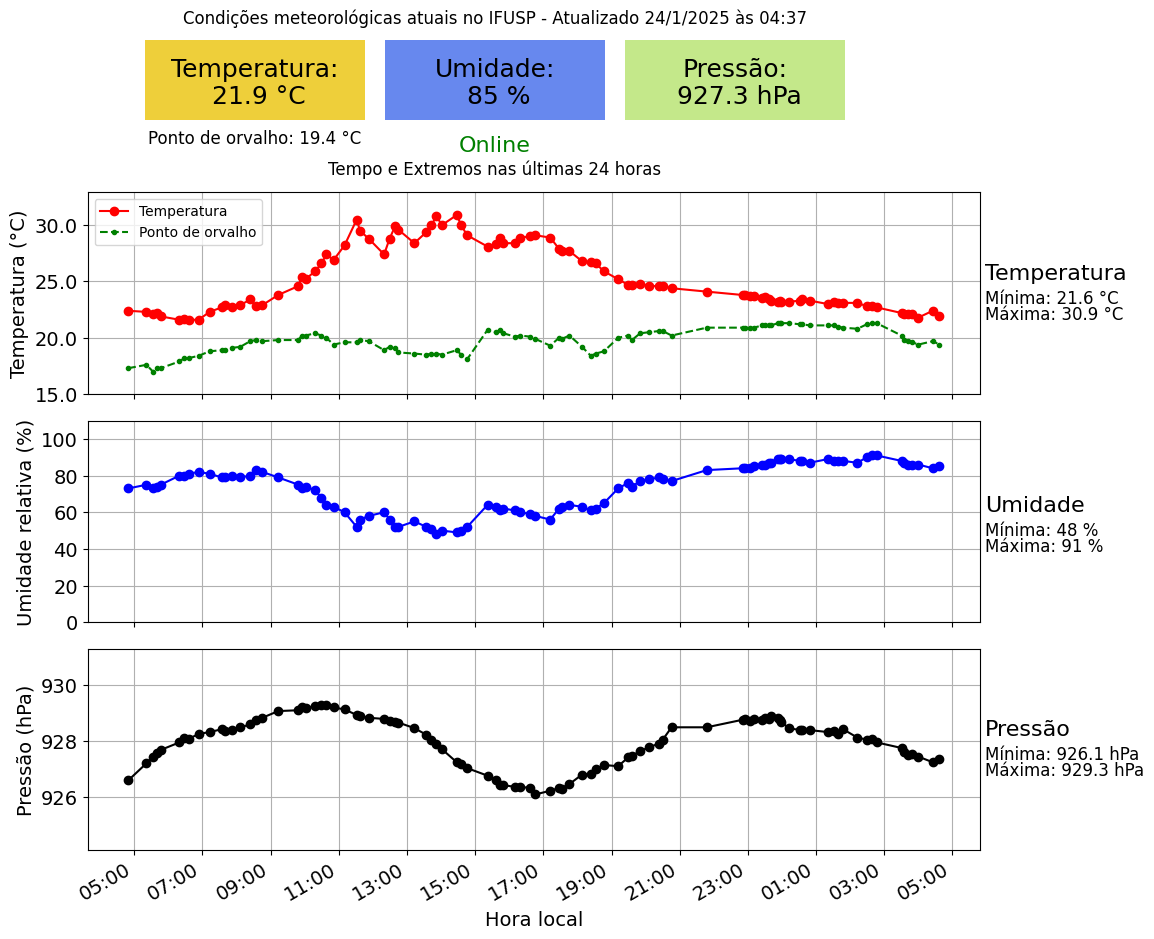 Condições meteorológicas atuais no IFUSP - Atualizado 24/1/2025 às 04:37
Temperatura:
21.9 °C
Umidade:
85 %
Pressão:
927.3 hPa
Ponto de orvalho: 19.4 °C
Online
Tempo e Extremos nas últimas 24 horas
Temperatura (°C)
30.0
25.0
20.0
15.0
Temperatura
Ponto de orvalho
Temperatura
Mínima: 21.6 °C
Máxima: 30.9 °C
Umidade relativa (%)
100
80
60
40
20
0
Umidade
Mínima: 48 %
Máxima: 91 %
Pressão (hPa)
930
928
926
Pressão
Mínima: 926.1 hPa
Máxima: 929.3 hPa
05:00 07:00 09:00 11:00 13:00 15:00 17:00 19:00 21:00 23:00 01:00 03:00 05:00
Hora local